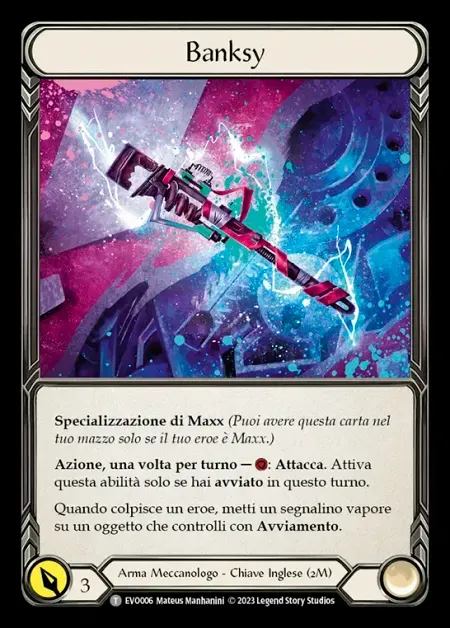 Banksy
Specializzazione di Maxx (Puoi avere questa carta nel
tuo mazzo solo se il tuo eroe è Maxx.)
Azione, una volta per turno — : Attacca. Attiva
questa abilità solo se hai avviato in questo turno.
Quando colpisce un eroe, metti un segnalino vapore
su un oggetto che controlli con Avviamento.
3
Arma Meccanologo - Chiave Inglese (2M)
T EVO006 Mateus Manhanini © 2023 Legend Story Studios